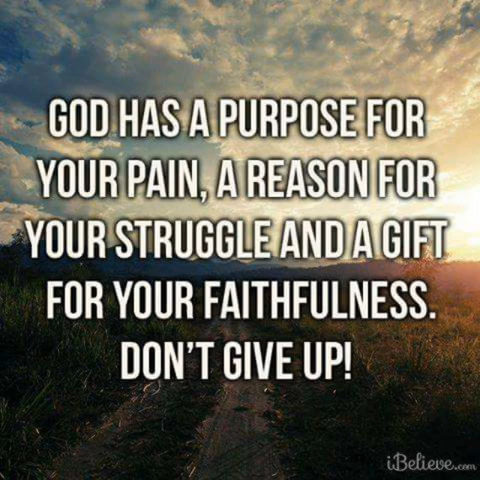 GOD HAS A PURPOSE FOR
YOUR PAIN, A REASON FOR
YOUR STRUGGLE AND A GIFT
FOR YOUR FAITHFULNESS.
DON'T GIVE UP!
iBelieve.com